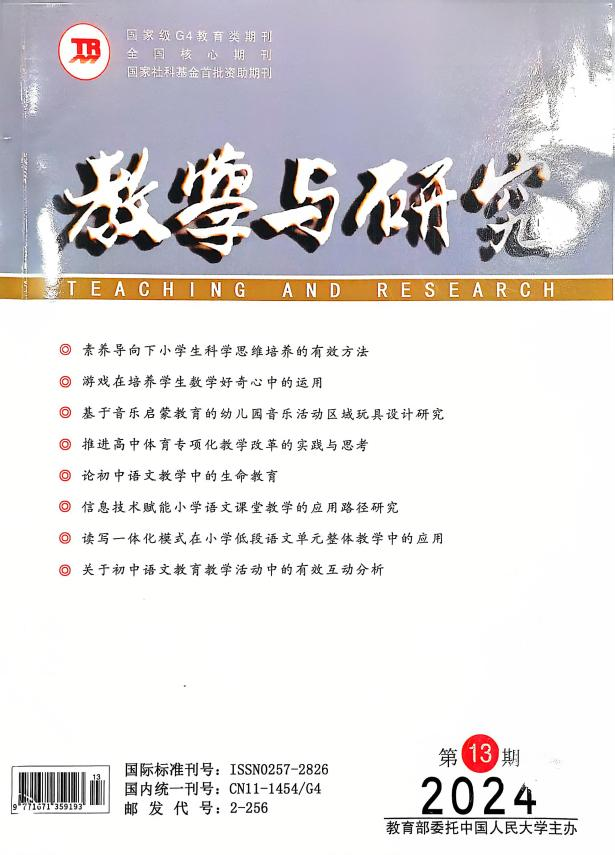 TR
国家级G4教育类期刊
全国核心期刊
国家社科基金首批资助期刊
教学与研究
TEACHING AND RESEARCH
◎ 素养导向下小学生科学思维培养的有效方法
◎ 游戏在培养学生数学好奇心中的运用
◎ 基于音乐启蒙教育的幼儿园音乐活动区域玩具设计研究
◎ 推进高中体育专项化教学改革的实践与思考
◎ 论初中语文教学中的生命教育
◎ 信息技术赋能小学语文课堂教学的应用路径研究
◎ 读写一体化模式在小学低段语文单元整体教学中的应用
◎ 关于初中语文教育教学活动中的有效互动分析
13
9 771671 359193
国际标准刊号: ISSN0257-2826
国内统一刊号: CN11-1454/G4
邮发代号: 2-256
第13期
2024
教育部委托中国人民大学主办